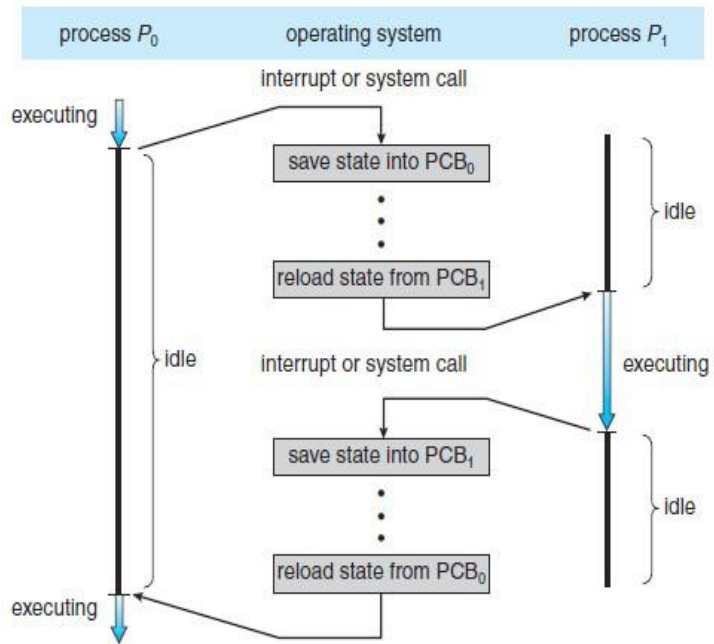 process P₀ operating system process P₁
interrupt or system call
executing
save state into PCB₀
idle
reload state from PCB₁
idle
interrupt or system call
executing
save state into PCB₁
idle
reload state from PCB₀
executing